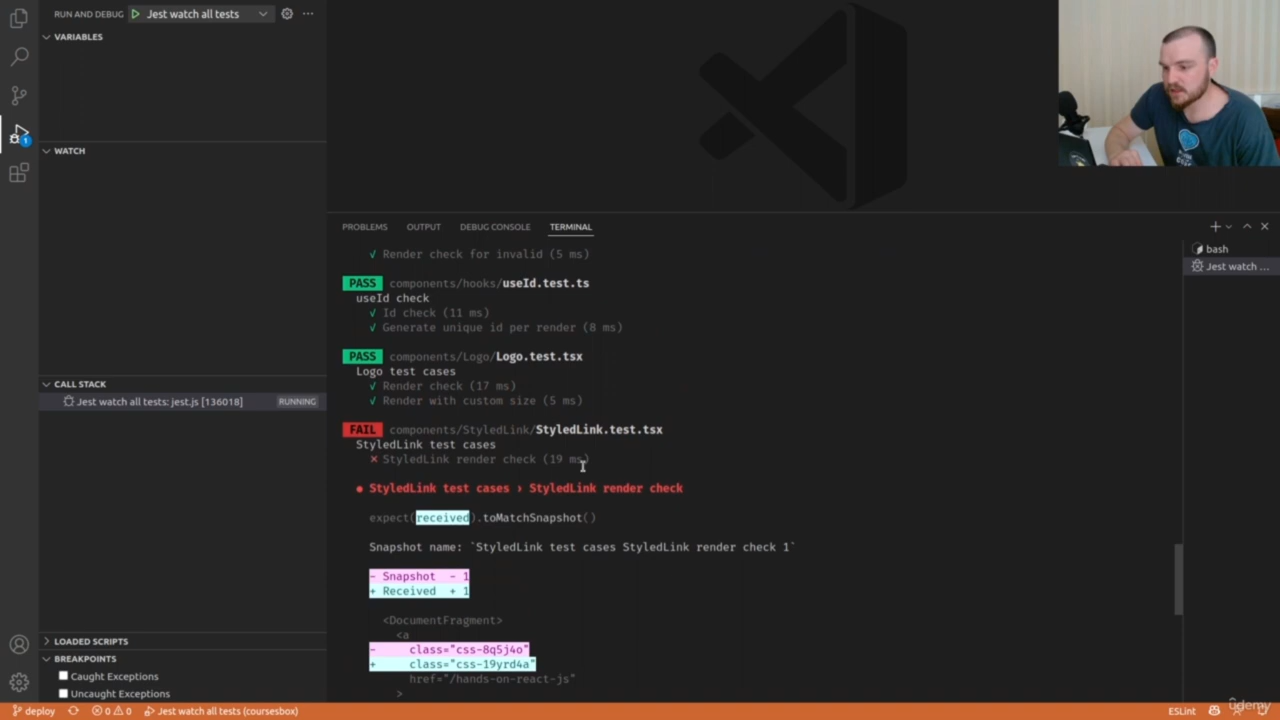 RUN AND DEBUG
Jest watch all tests
VARIABLES
WATCH
CALL STACK
Jest watch all tests: jest.js [136018]
RUNNING
LOADED SCRIPTS
BREAKPOINTS
Caught Exceptions
Uncaught Exceptions
PROBLEMS OUTPUT DEBUG CONSOLE TERMINAL
√ Render check for invalid (5 ms)
PASS components/hooks/useId.test.ts
useId check
√ Id check (11 ms)
√ Generate unique id per render (8 ms)
PASS components/Logo/Logo.test.tsx
Logo test cases
√ Render check (17 ms)
√ Render with custom size (5 ms)
FAIL components/StyledLink/StyledLink.test.tsx
StyledLink test cases
× StyledLink render check (19 ms)
● StyledLink test cases › StyledLink render check
expect(received).toMatchSnapshot()
Snapshot name: `StyledLink test cases StyledLink render check 1`
- Snapshot - 1
+ Received + 1
<DocumentFragment>
<a
- class="css-8q5j4o"
+ class="css-19yrd4a"
href="/hands-on-react-js"
>
bash
Jest watch ...
1
deploy
0 0
Jest watch all tests (coursesbox)
ESLint
udemy